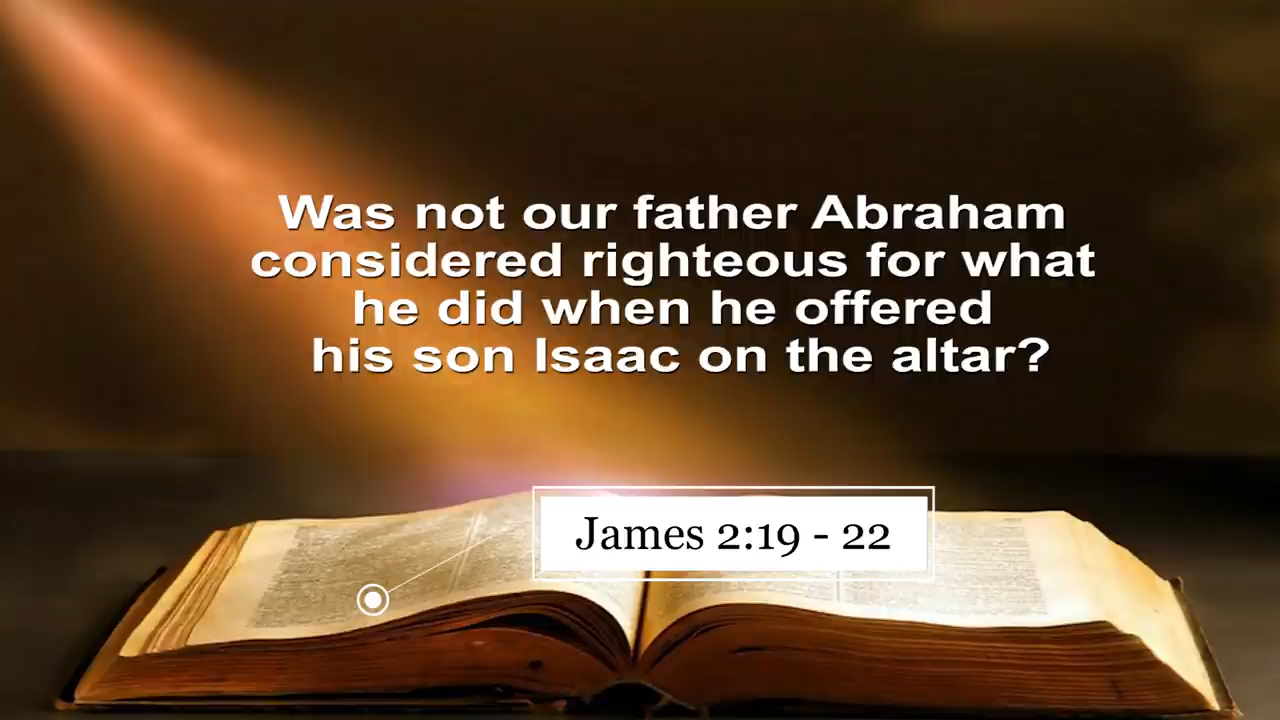 Was not our father Abraham
considered righteous for what
he did when he offered
his son Isaac on the altar?
James 2:19 - 22